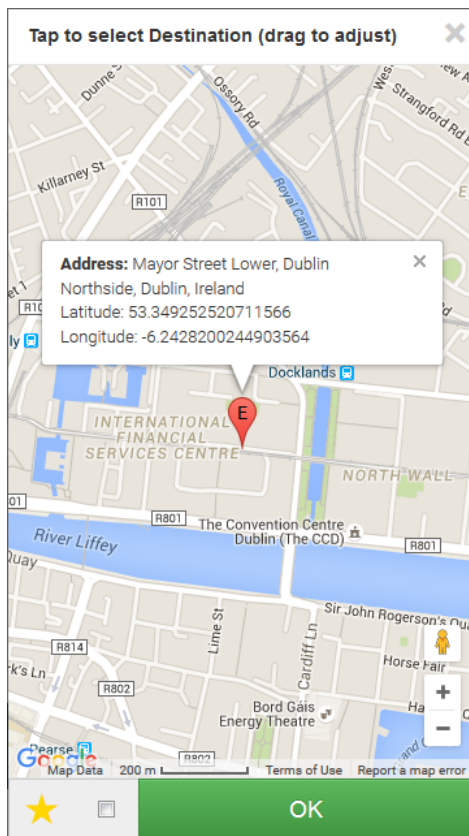 Tap to select Destination (drag to adjust)
Dunne St
Ossory Rd
Strangford Rd E
Killarney St
Royal Canal
R101
Address: Mayor Street Lower, Dublin
Northside, Dublin, Ireland
Latitude: 53.349252520711566
Longitude: -6.2428200244903564
Docklands
E
INTERNATIONAL
FINANCIAL
SERVICES CENTRE
NORTH WALL
R801
The Convention Centre
Dublin (The CCD)
R801
River Liffey
Quay
Sir John Rogerson's Qua
Lime St
Cardiff Ln
R814
Horse Fair
k's Ln
R802
Bord Gais
Energy Theatre
+
−
Pearse
R802
Google
Map Data
200 m
Terms of Use
Report a map error
OK